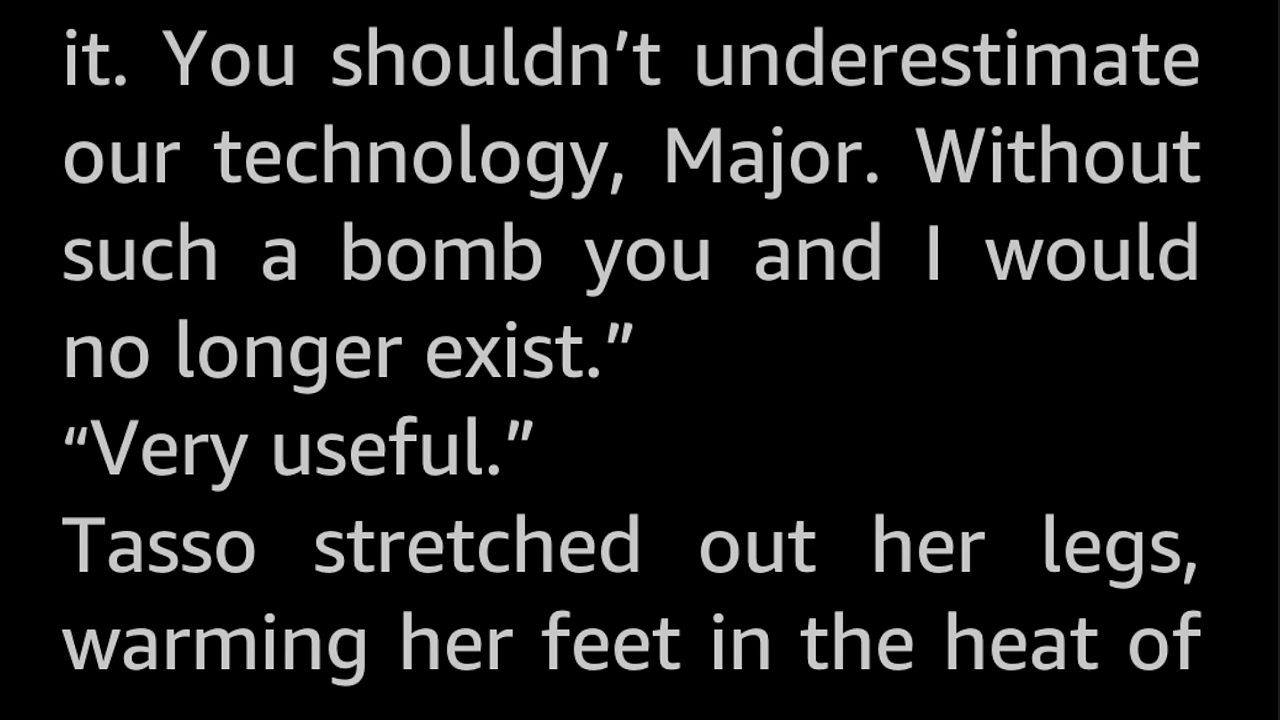 it. You shouldn’t underestimate
our technology, Major. Without
such a bomb you and I would
no longer exist.”
“Very useful.”
Tasso stretched out her legs,
warming her feet in the heat of